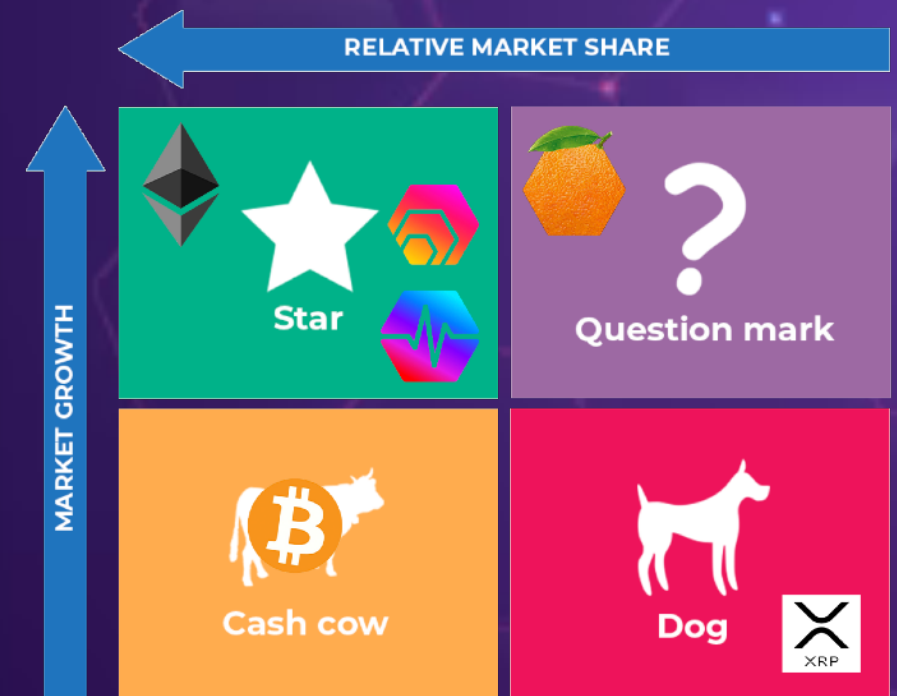 RELATIVE MARKET SHARE
MARKET GROWTH
Star
?
Question mark
Cash cow
Dog
XRP